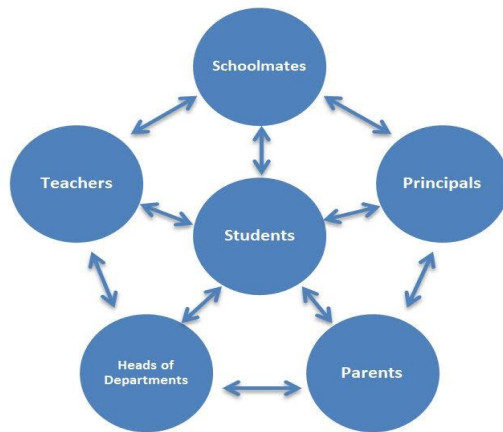 Schoolmates
Teachers
Principals
Students
Heads of
Departments
Parents